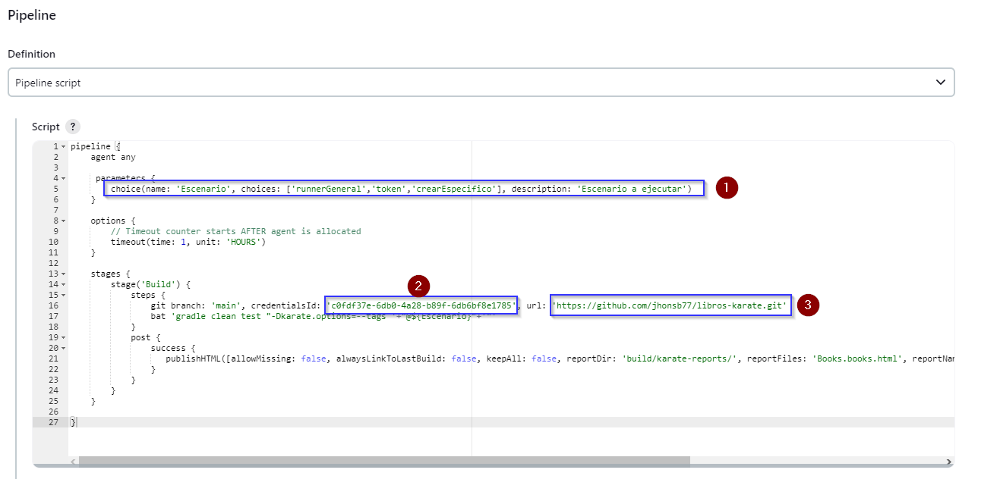 Pipeline
Definition
Pipeline script
Script ?
1 pipeline {
2 agent any
3
4 parameters {
5 choice(name: 'Escenario', choices: ['runnerGeneral','token','crearEspecifico'], description: 'Escenario a ejecutar')
1
6 }
7
8 options {
9 // Timeout counter starts AFTER agent is allocated
10 timeout(time: 1, unit: 'HOURS')
11 }
12
13 stages {
14 stage('Build') {
2
15 steps {
16 git branch: 'main', credentialsId: 'c0fdf37e-6db0-4a28-b89f-6db6bf8e1785', url: 'https://github.com/jhonsb77/libros-karate.git'
3
17 bat 'gradle clean test "-Dkarate.options=--tags '+"@${Escenario}"+
18 }
19 post {
20 success {
21 publishHTML([allowMissing: false, alwaysLinkToLastBuild: false, keepAll: false, reportDir: 'build/karate-reports/', reportFiles: 'Books.books.html', reportNa
22 }
23 }
24 }
25 }
26
27 }